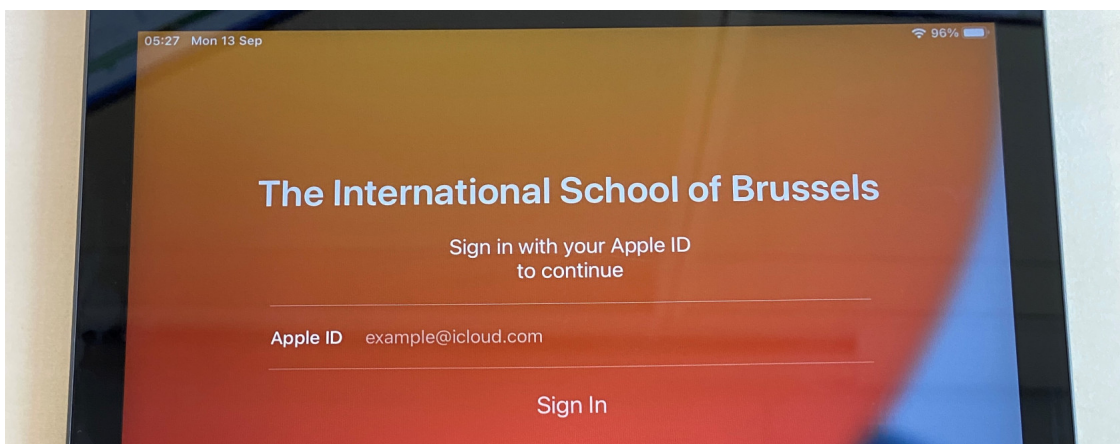 05:27 Mon 13 Sep 96%
The International School of Brussels
Sign in with your Apple ID
to continue
Apple ID example@icloud.com
Sign In